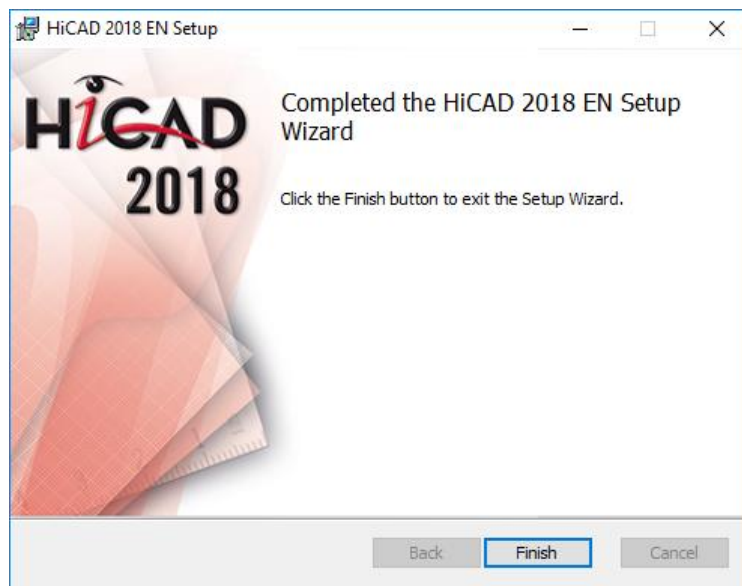 HiCAD 2018 EN Setup
HiCAD
2018
Completed the HiCAD 2018 EN Setup
Wizard
Click the Finish button to exit the Setup Wizard.
Back Finish Cancel